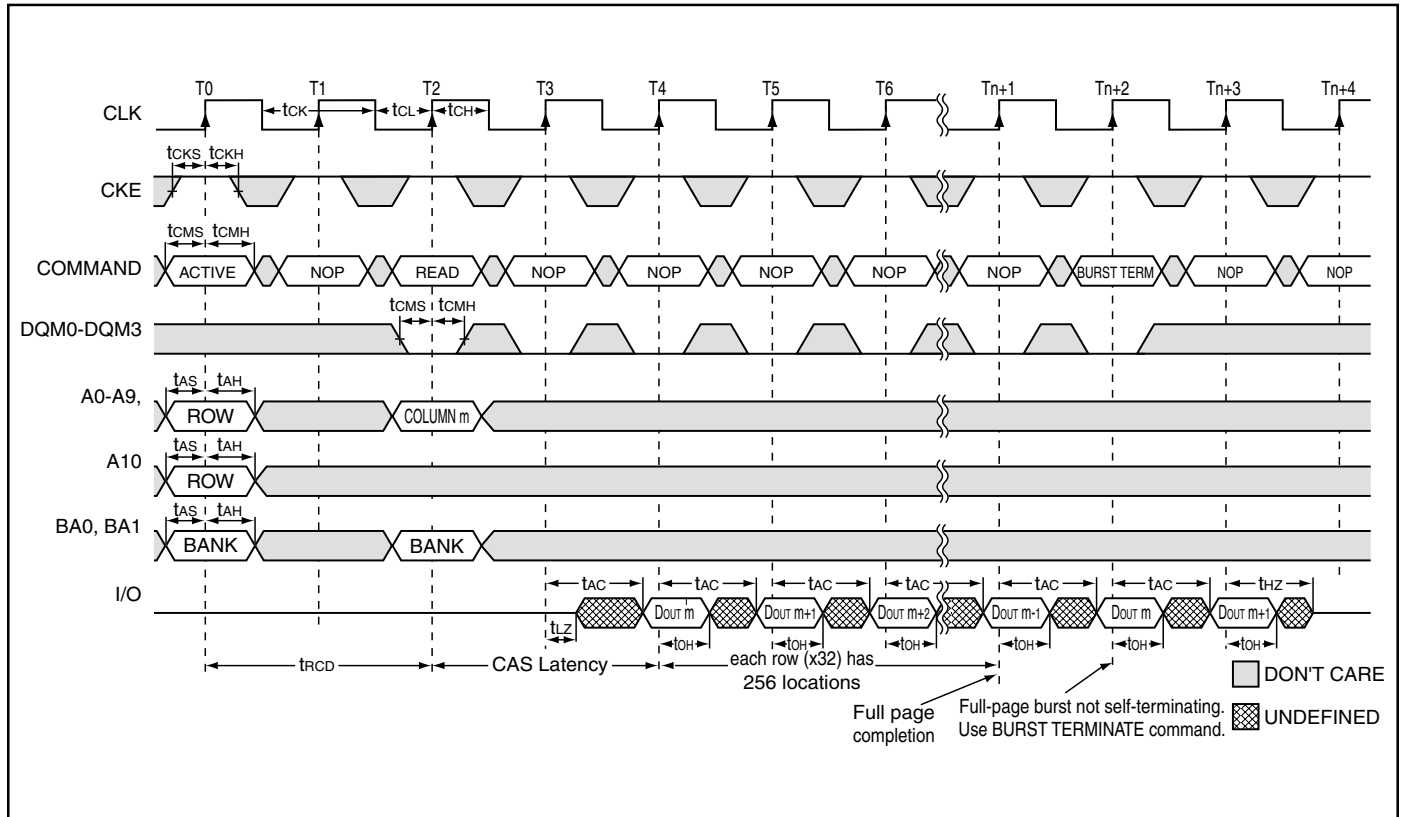 T0 T1 T2 T3 T4 T5 T6 Tn+1 Tn+2 Tn+3 Tn+4
CLK
tCK tCL tCH
tCKS tCKH
CKE
tCMS tCMH
COMMAND ACTIVE NOP READ NOP NOP NOP NOP NOP BURST TERM NOP NOP
tCMS tCMH
DQM0-DQM3
tAS tAH
A0-A9, ROW COLUMN m
tAS tAH
A10 ROW
tAS tAH
BA0, BA1 BANK BANK
tAC tAC tAC tAC tAC tAC tHZ
I/O DOUT m DOUT m+1 DOUT m+2 DOUT m-1 DOUT m DOUT m+1
tLZ tOH tOH tOH tOH tOH tOH
tRCD CAS Latency each row (x32) has
256 locations
DON'T CARE
UNDEFINED
Full page
completion
Full-page burst not self-terminating.
Use BURST TERMINATE command.